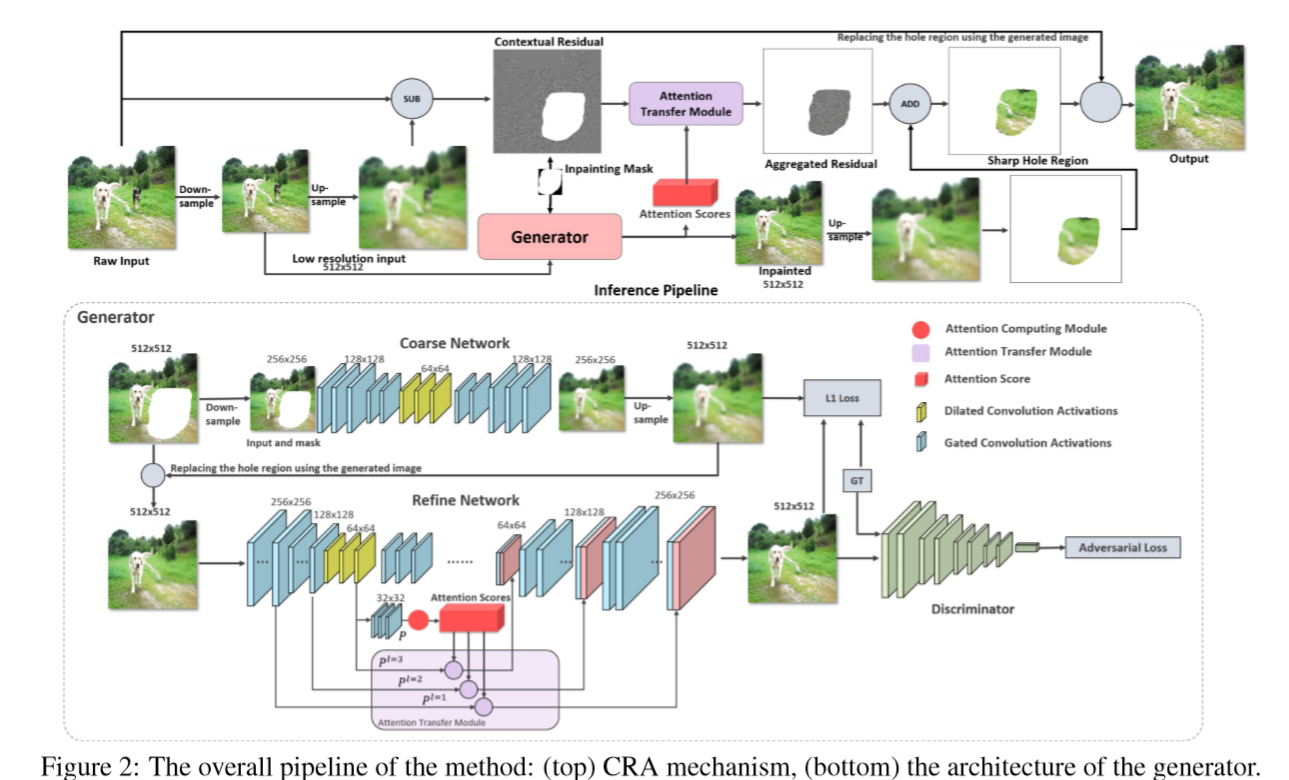 Replacing the hole region using the generated image
Contextual Residual
SUB
Attention
Transfer Module
ADD
Aggregated Residual
Sharp Hole Region
Output
Down-
sample
Up-
sample
Inpainting Mask
Attention Scores
Generator
Up-
sample
Raw Input
Low resolution input
512x512
Inpainted
512x512
Inference Pipeline
Generator
512x512
Coarse Network
256x256
128x128
64x64
128x128
256x256
512x512
Down-
sample
Input and mask
Up-
sample
L1 Loss
Attention Computing Module
Attention Transfer Module
Attention Score
Dilated Convolution Activations
Gated Convolution Activations
Replacing the hole region using the generated image
GT
512x512
Refine Network
256x256
128x128
64x64
......
64x64
128x128
256x256
512x512
...
...
...
Adversarial Loss
Discriminator
32x32
P
Attention Scores
P^{l=3}
P^{l=2}
P^{l=1}
Attention Transfer Module
Figure 2: The overall pipeline of the method: (top) CRA mechanism, (bottom) the architecture of the generator.